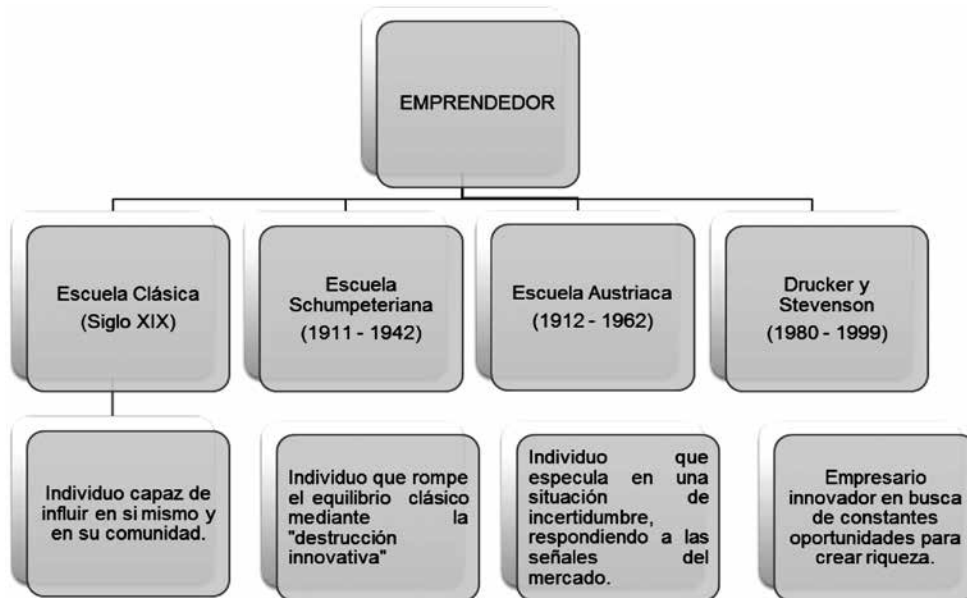 EMPRENDEDOR
Escuela Clásica
(Siglo XIX)
Escuela
Schumpeteriana
(1911 - 1942)
Escuela Austriaca
(1912 - 1962)
Drucker y
Stevenson
(1980 - 1999)
Individuo capaz de
influir en si mismo y
en su comunidad.
Individuo que rompe
el equilibrio clásico
mediante la
"destrucción
innovativa"
Individuo que
especula en una
situación de
incertidumbre,
respondiendo a las
señales del
mercado.
Empresario
innovador en busca
de constantes
oportunidades para
crear riqueza.